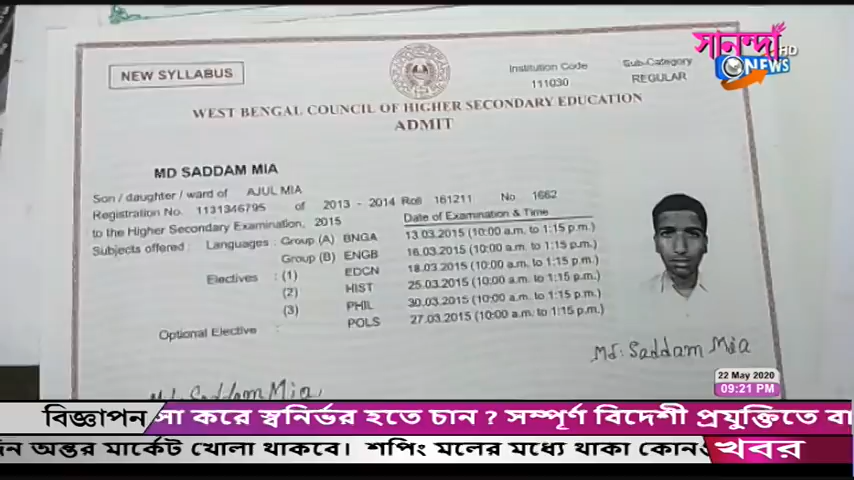 সানন্দা HD
NEWS
NEW SYLLABUS
Institution Code
111030
Sub-Category
REGULAR
WEST BENGAL COUNCIL OF HIGHER SECONDARY EDUCATION
ADMIT
MD SADDAM MIA
Son / daughter / ward of AJUL MIA
Registration No. 1131346795 of 2013 - 2014 Roll 161211 No 1662
to the Higher Secondary Examination, 2015 Date of Examination & Time
Subjects offered : Languages : Group (A) BNGA 13.03.2015 (10:00 a.m. to 1:15 p.m.)
Group (B) ENGB 16.03.2015 (10:00 a.m. to 1:15 p.m.)
Electives : (1) EDCN 18.03.2015 (10:00 a.m. to 1:15 p.m.)
(2) HIST 25.03.2015 (10:00 a.m. to 1:15 p.m.)
(3) PHIL 30.03.2015 (10:00 a.m. to 1:15 p.m.)
Optional Elective : POLS 27.03.2015 (10:00 a.m. to 1:15 p.m.)
Md: Saddam Mia
Md: Saddam Mia
22 May 2020
09:21 PM
বিজ্ঞাপন সা করে স্বনির্ভর হতে চান ? সম্পূর্ণ বিদেশী প্রযুক্তিতে বা
অন্তর মার্কেট খোলা থাকবে। শপিং মলের মধ্যে থাকা খবর